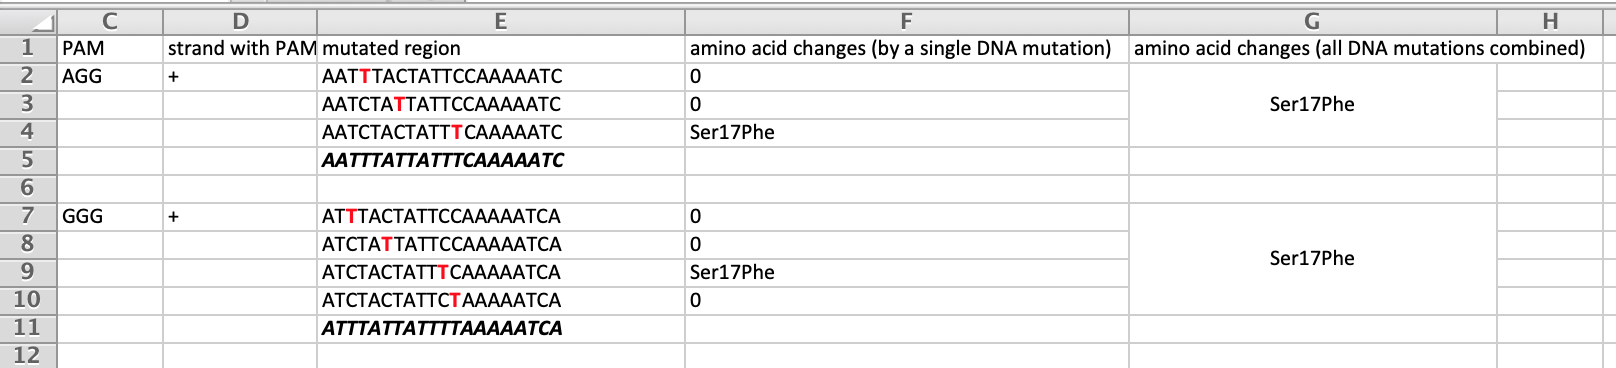 C D E F G H
1 PAM strand with PAM mutated region amino acid changes (by a single DNA mutation) amino acid changes (all DNA mutations combined)
2 AGG + AATTTACTATTCCAAAAATC 0
3 AATCTATTATTCCAAAAATC 0 Ser17Phe
4 AATCTACTATTTCAAAAATC Ser17Phe
5 AATTTATTATTTCAAAAATC
6
7 GGG + ATTTACTATTCCAAAAATCA 0
8 ATCTATTATTCCAAAAATCA 0
Ser17Phe
9 ATCTACTATTTCAAAAATCA Ser17Phe
10 ATCTACTATTCTAAAAATCA 0
11 ATTTATTATTTTAAAAATCA
12